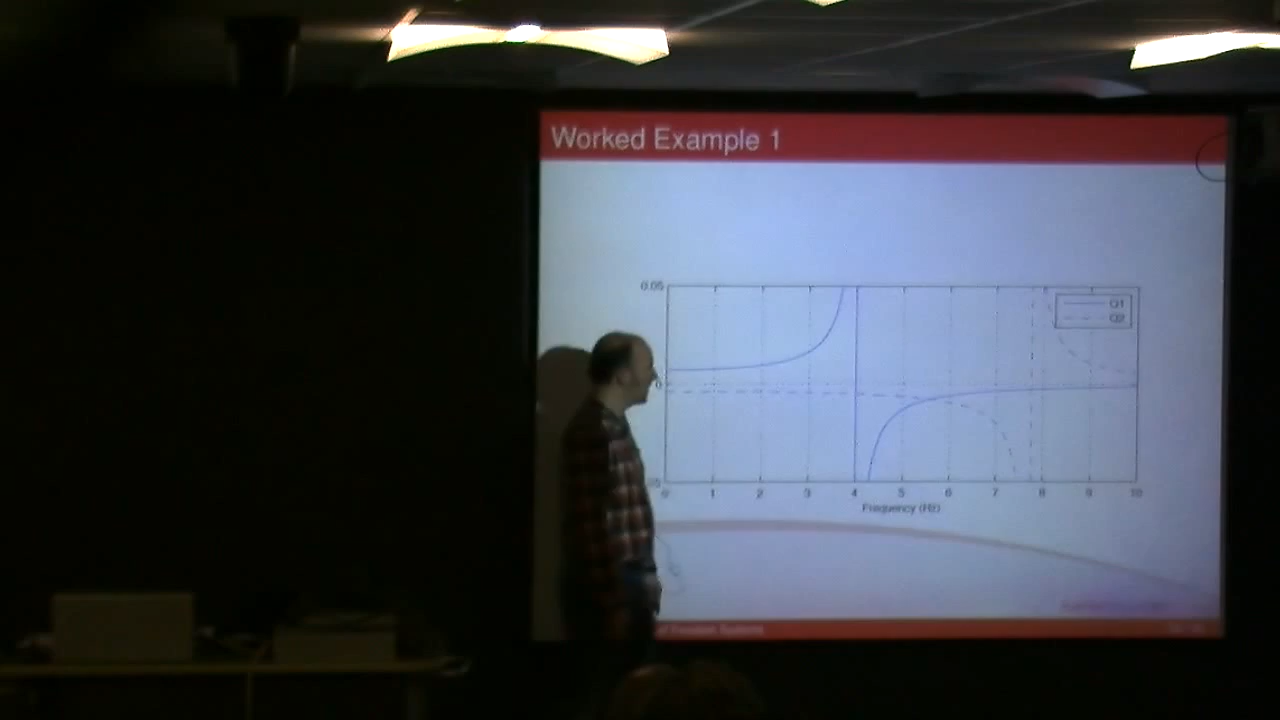 Worked Example 1
0.05
Q1
Q2
0
0 1 2 3 4 5 6 7 8 9 10
Frequency (Hz)